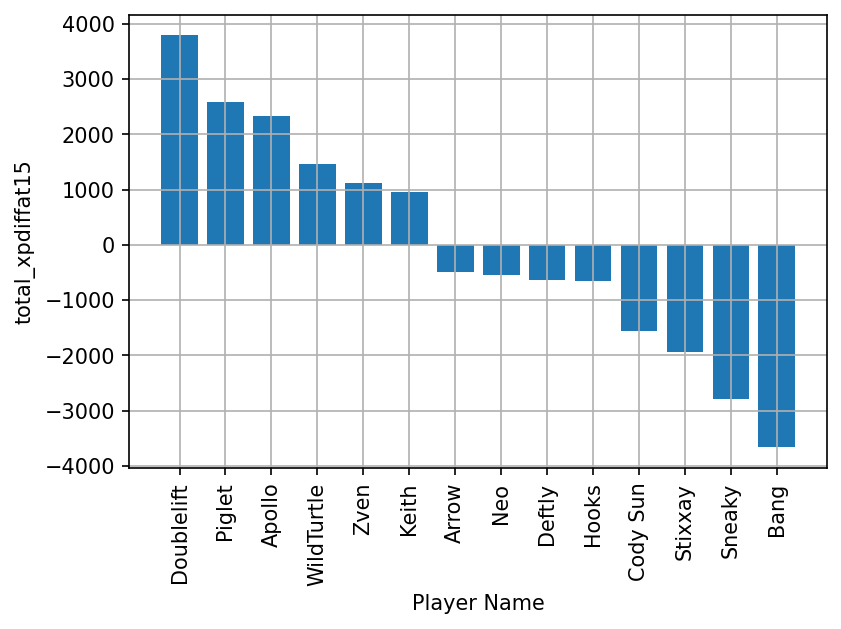 4000
3000
2000
1000
0
−1000
−2000
−3000
−4000
total_xpdiffat15
Doublelift
Piglet
Apollo
WildTurtle
Zven
Keith
Arrow
Neo
Deftly
Hooks
Cody Sun
Stixxay
Sneaky
Bang
Player Name